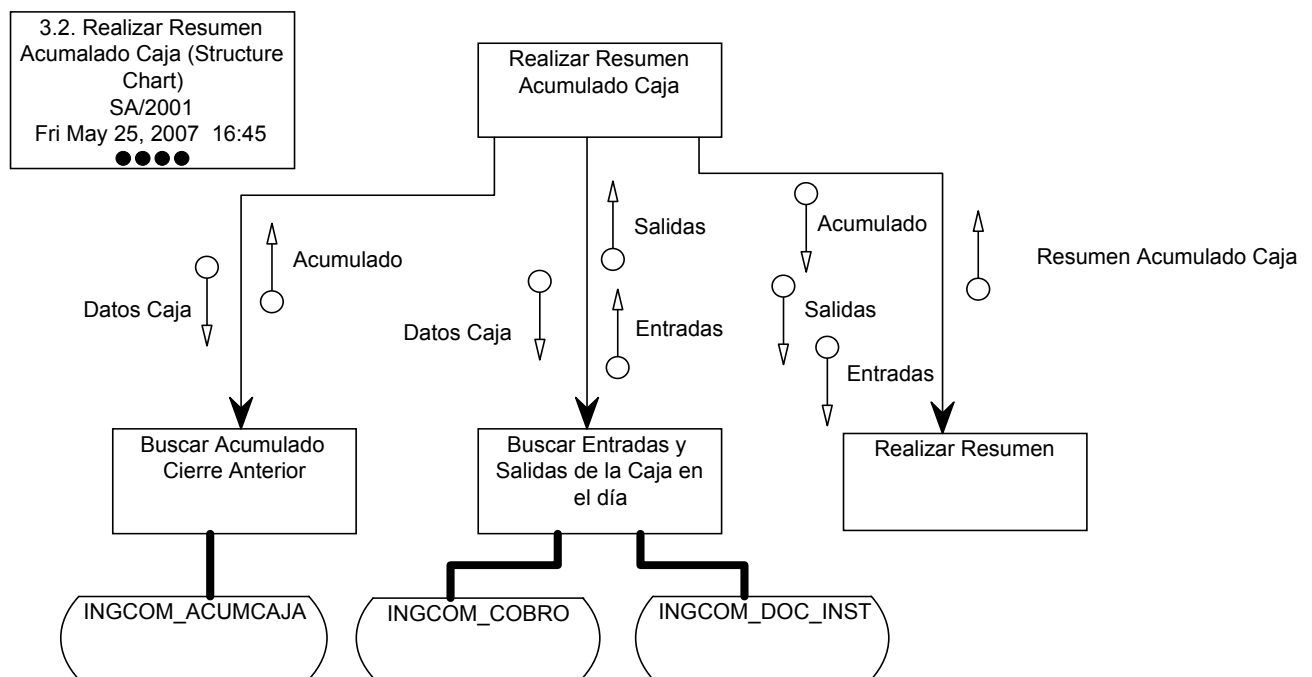 3.2. Realizar Resumen
Acumalado Caja (Structure
Chart)
SA/2001
Fri May 25, 2007 16:45
Realizar Resumen
Acumulado Caja
Salidas
Acumulado
Acumulado
Resumen Acumulado Caja
Datos Caja
Datos Caja
Entradas
Salidas
Entradas
Buscar Acumulado
Cierre Anterior
Buscar Entradas y
Salidas de la Caja en
el día
Realizar Resumen
INGCOM_ACUMCAJA
INGCOM_COBRO
INGCOM_DOC_INST